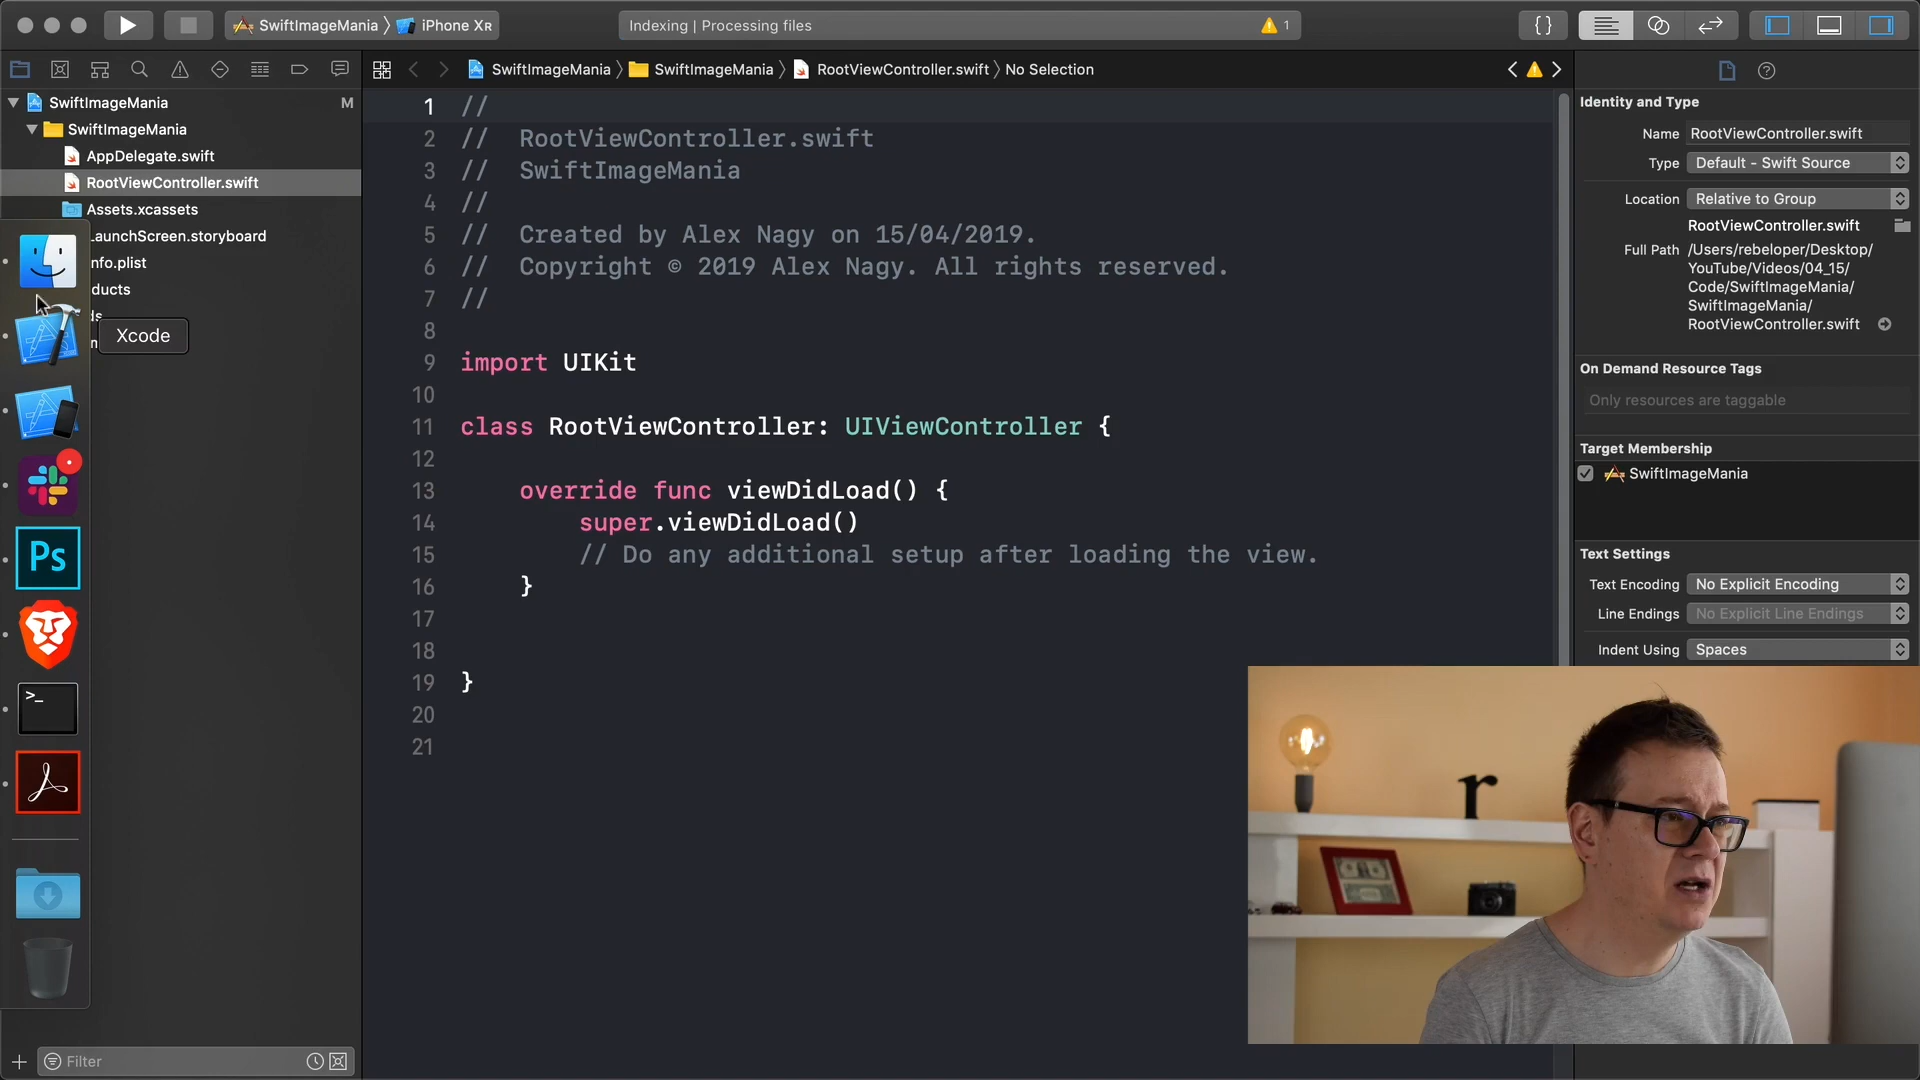 SwiftImageMania
iPhone XR
Indexing | Processing files
1
{}
SwiftImageMania
SwiftImageMania
RootViewController.swift
No Selection
SwiftImageMania
M
SwiftImageMania
AppDelegate.swift
RootViewController.swift
Assets.xcassets
LaunchScreen.storyboard
nfo.plist
ducts
ds
n
Xcode
Ps
>_
Filter
1 //
2 //  RootViewController.swift
3 //  SwiftImageMania
4 //
5 //  Created by Alex Nagy on 15/04/2019.
6 //  Copyright © 2019 Alex Nagy. All rights reserved.
7 //
8
9 import UIKit
10
11 class RootViewController: UIViewController {
12
13     override func viewDidLoad() {
14         super.viewDidLoad()
15         // Do any additional setup after loading the view.
16     }
17
18
19 }
20
21
Identity and Type
Name RootViewController.swift
Type Default - Swift Source
Location Relative to Group
RootViewController.swift
Full Path /Users/rebeloper/Desktop/
YouTube/Videos/04_15/
Code/SwiftImageMania/
SwiftImageMania/
RootViewController.swift
On Demand Resource Tags
Only resources are taggable
Target Membership
SwiftImageMania
Text Settings
Text Encoding No Explicit Encoding
Line Endings No Explicit Line Endings
Indent Using Spaces
r